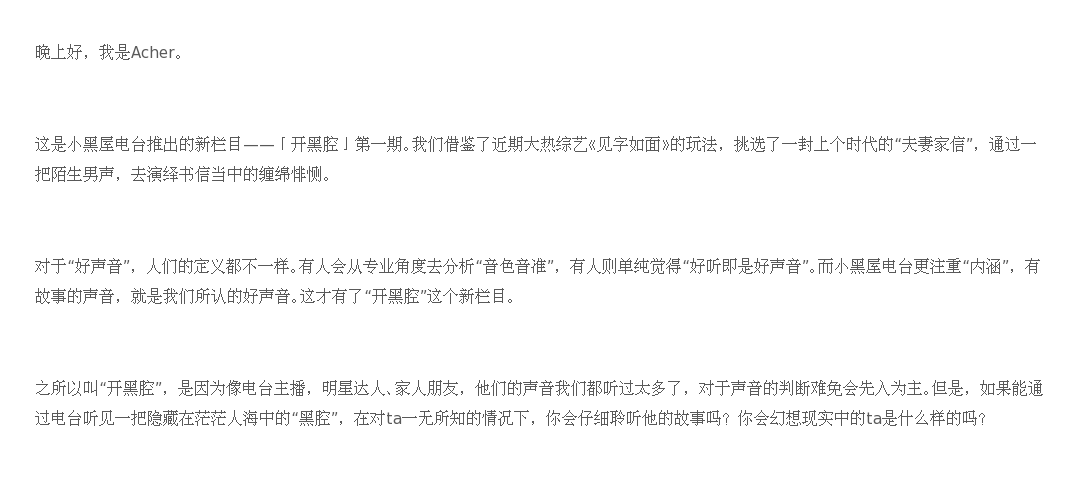 晚上好，我是Acher。
这是小黑屋电台推出的新栏目——「开黑腔」第一期。我们借鉴了近期大热综艺《见字如面》的玩法，挑选了一封上个时代的“夫妻家信”，通过一
把陌生男声，去演绎书信当中的缠绵悱恻。
对于“好声音”，人们的定义都不一样。有人会从专业角度去分析“音色音准”，有人则单纯觉得“好听即是好声音”。而小黑屋电台更注重“内涵”，有
故事的声音，就是我们所认的好声音。这才有了“开黑腔”这个新栏目。
之所以叫“开黑腔”，是因为像电台主播，明星达人、家人朋友，他们的声音我们都听过太多了，对于声音的判断难免会先入为主。但是，如果能通
过电台听见一把隐藏在茫茫人海中的“黑腔”，在对ta一无所知的情况下，你会仔细聆听他的故事吗？你会幻想现实中的ta是什么样的吗？